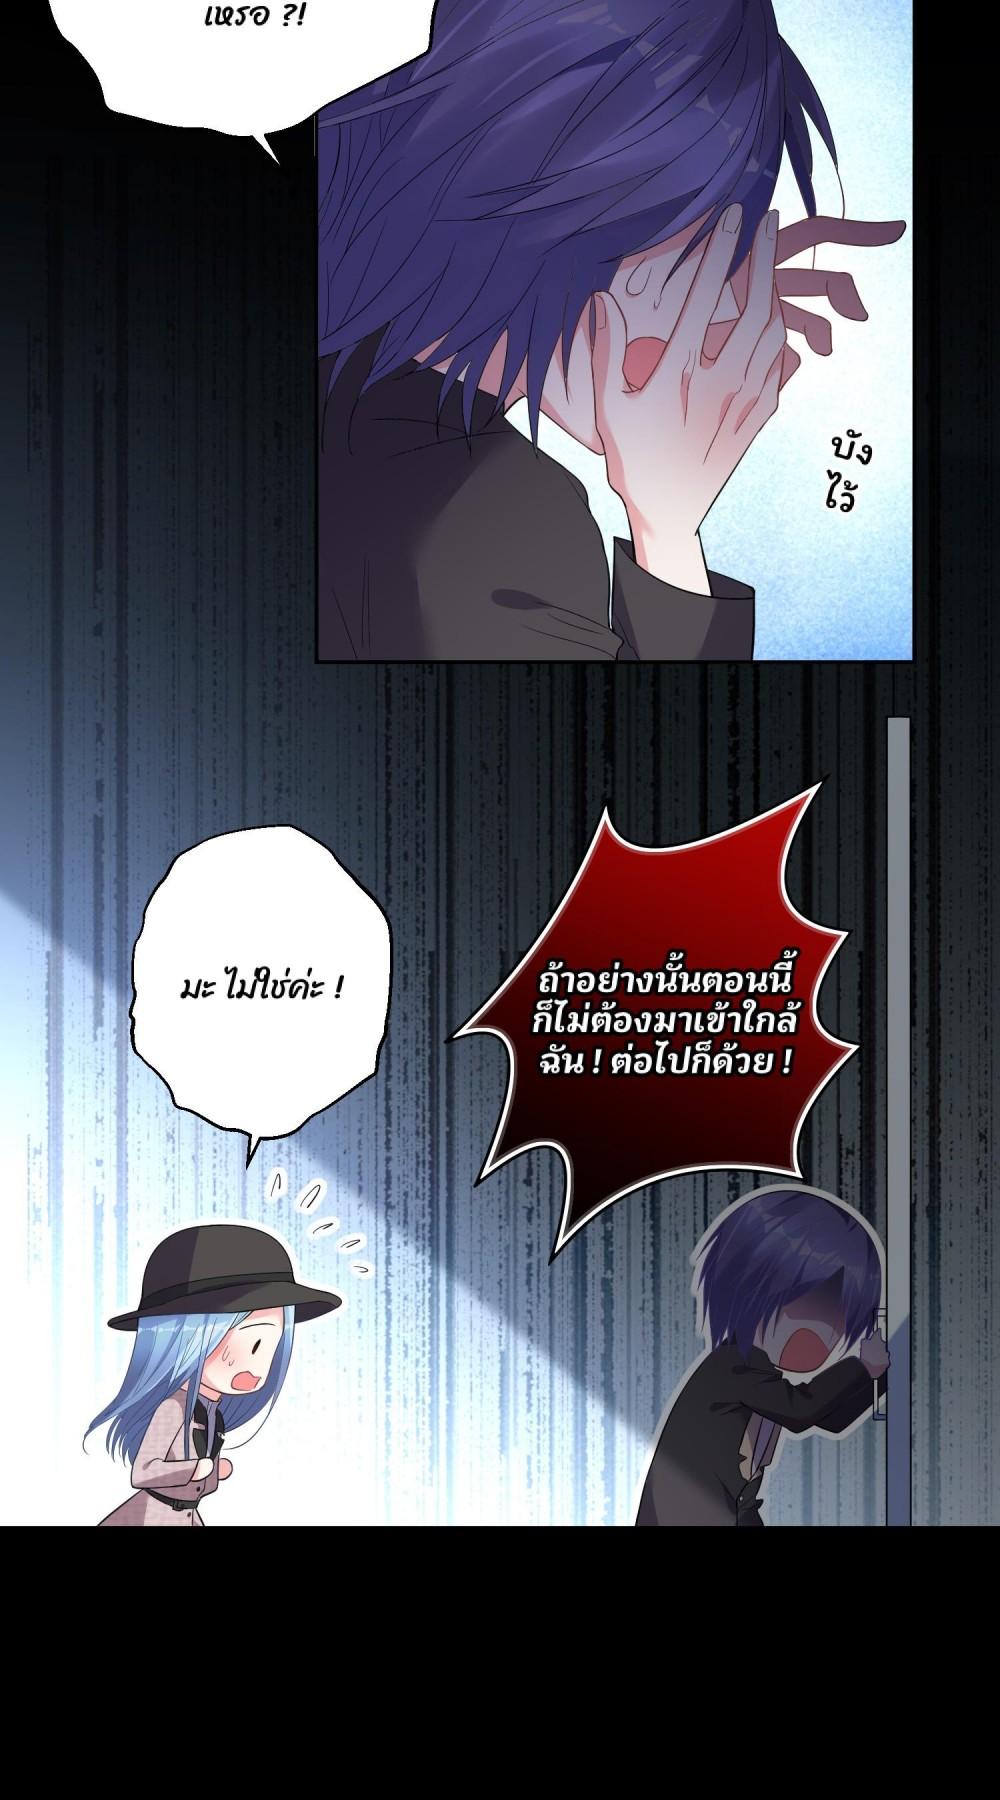 เหรอ ?!
บัง
ไว้
ถ้าอย่างนั้นตอนนี้
ก็ไม่ต้องมาเข้าใกล้
ฉัน ! ต่อไปก็ด้วย !
มะ ไม่ใช่ค่ะ !